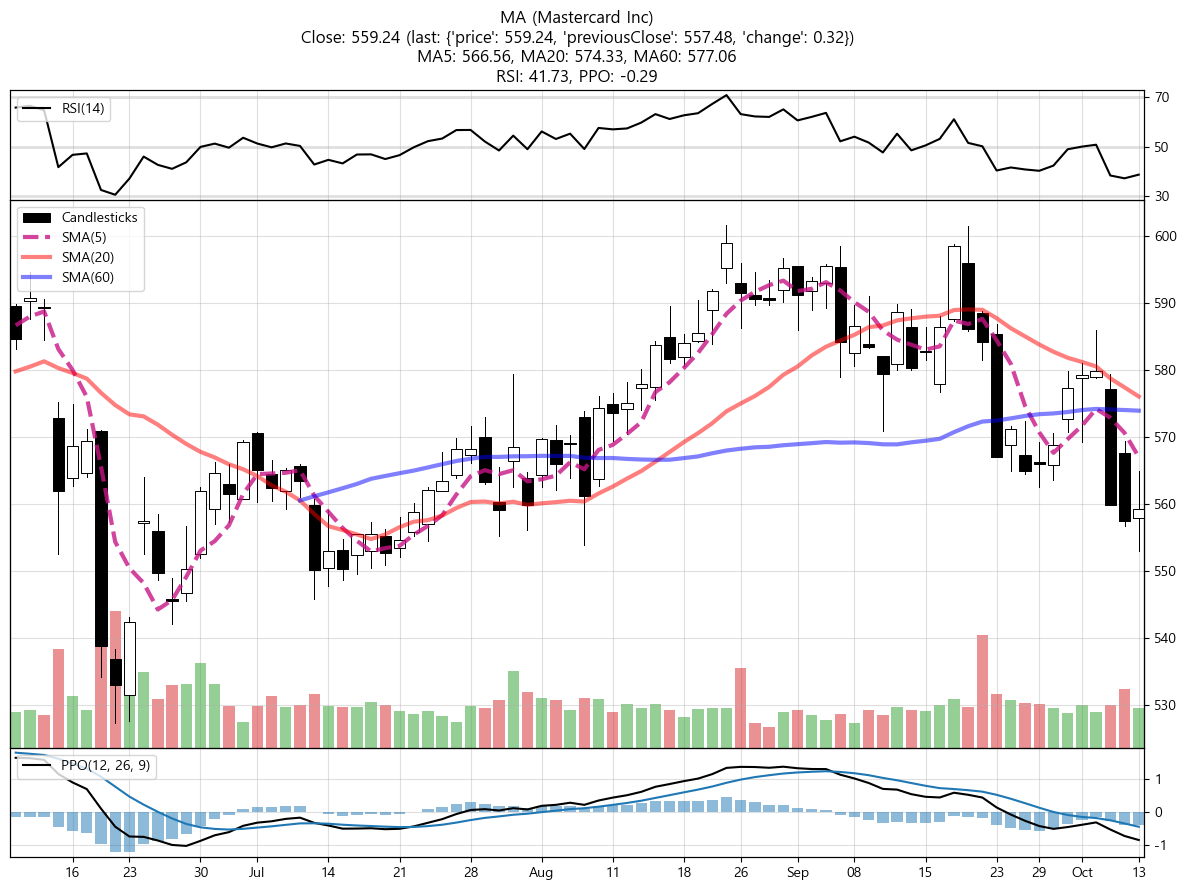 MA (Mastercard Inc)
Close: 559.24 (last: {'price': 559.24, 'previousClose': 557.48, 'change': 0.32})
MA5: 566.56, MA20: 574.33, MA60: 577.06
RSI: 41.73, PPO: -0.29
RSI(14)
70
50
30
Candlesticks
SMA(5)
SMA(20)
SMA(60)
600
590
580
570
560
550
540
530
PPO(12, 26, 9)
1
0
-1
16 23 30 Jul 14 21 28 Aug 11 18 26 Sep 08 15 23 29 Oct 13